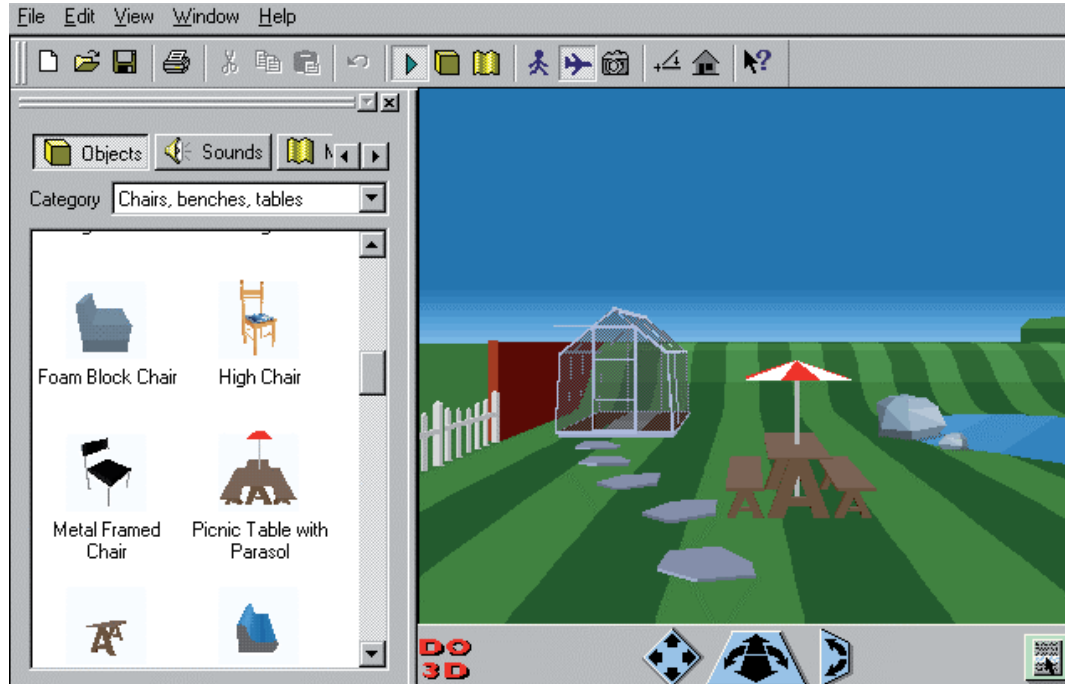 File Edit View Window Help
Objects Sounds
Category Chairs, benches, tables
Foam Block Chair High Chair
Metal Framed Picnic Table with
Chair Parasol
DO
3D